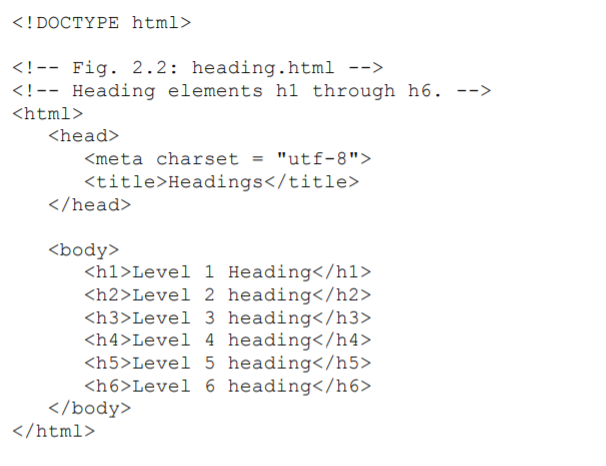 <!DOCTYPE html>
<!-- Fig. 2.2: heading.html -->
<!-- Heading elements h1 through h6. -->
<html>
<head>
<meta charset = "utf-8">
<title>Headings</title>
</head>
<body>
<h1>Level 1 Heading</h1>
<h2>Level 2 heading</h2>
<h3>Level 3 heading</h3>
<h4>Level 4 heading</h4>
<h5>Level 5 heading</h5>
<h6>Level 6 heading</h6>
</body>
</html>